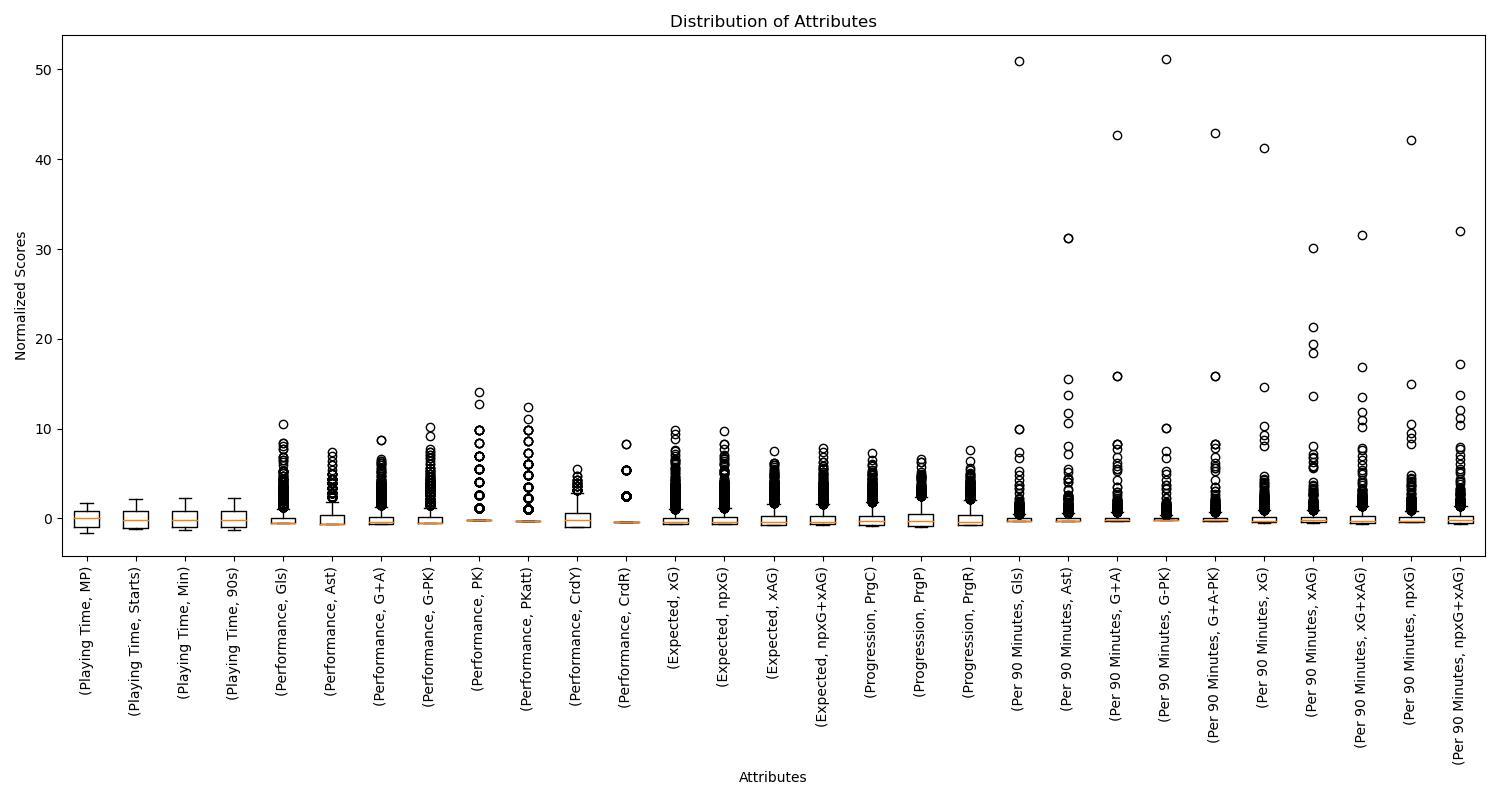 Distribution of Attributes
50
40
30
20
10
0
Normalized Scores
(Playing Time, MP)
(Playing Time, Starts)
(Playing Time, Min)
(Playing Time, 90s)
(Performance, Gls)
(Performance, Ast)
(Performance, G+A)
(Performance, G-PK)
(Performance, PK)
(Performance, PKatt)
(Performance, CrdY)
(Performance, CrdR)
(Expected, xG)
(Expected, npxG)
(Expected, xAG)
(Expected, npxG+xAG)
(Progression, PrgC)
(Progression, PrgP)
(Progression, PrgR)
(Per 90 Minutes, Gls)
(Per 90 Minutes, Ast)
(Per 90 Minutes, G+A)
(Per 90 Minutes, G-PK)
(Per 90 Minutes, G+A-PK)
(Per 90 Minutes, xG)
(Per 90 Minutes, xAG)
(Per 90 Minutes, xG+xAG)
(Per 90 Minutes, npxG)
(Per 90 Minutes, npxG+xAG)
Attributes